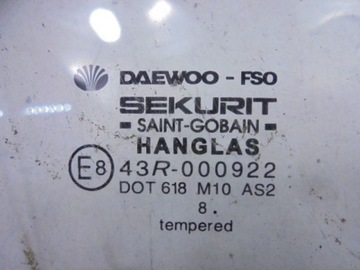 DAEWOO - FSO
SEKURIT
SAINT-GOBAIN
HANGLAS
E8 43R-000922
DOT 618 M10 AS2
8.
tempered